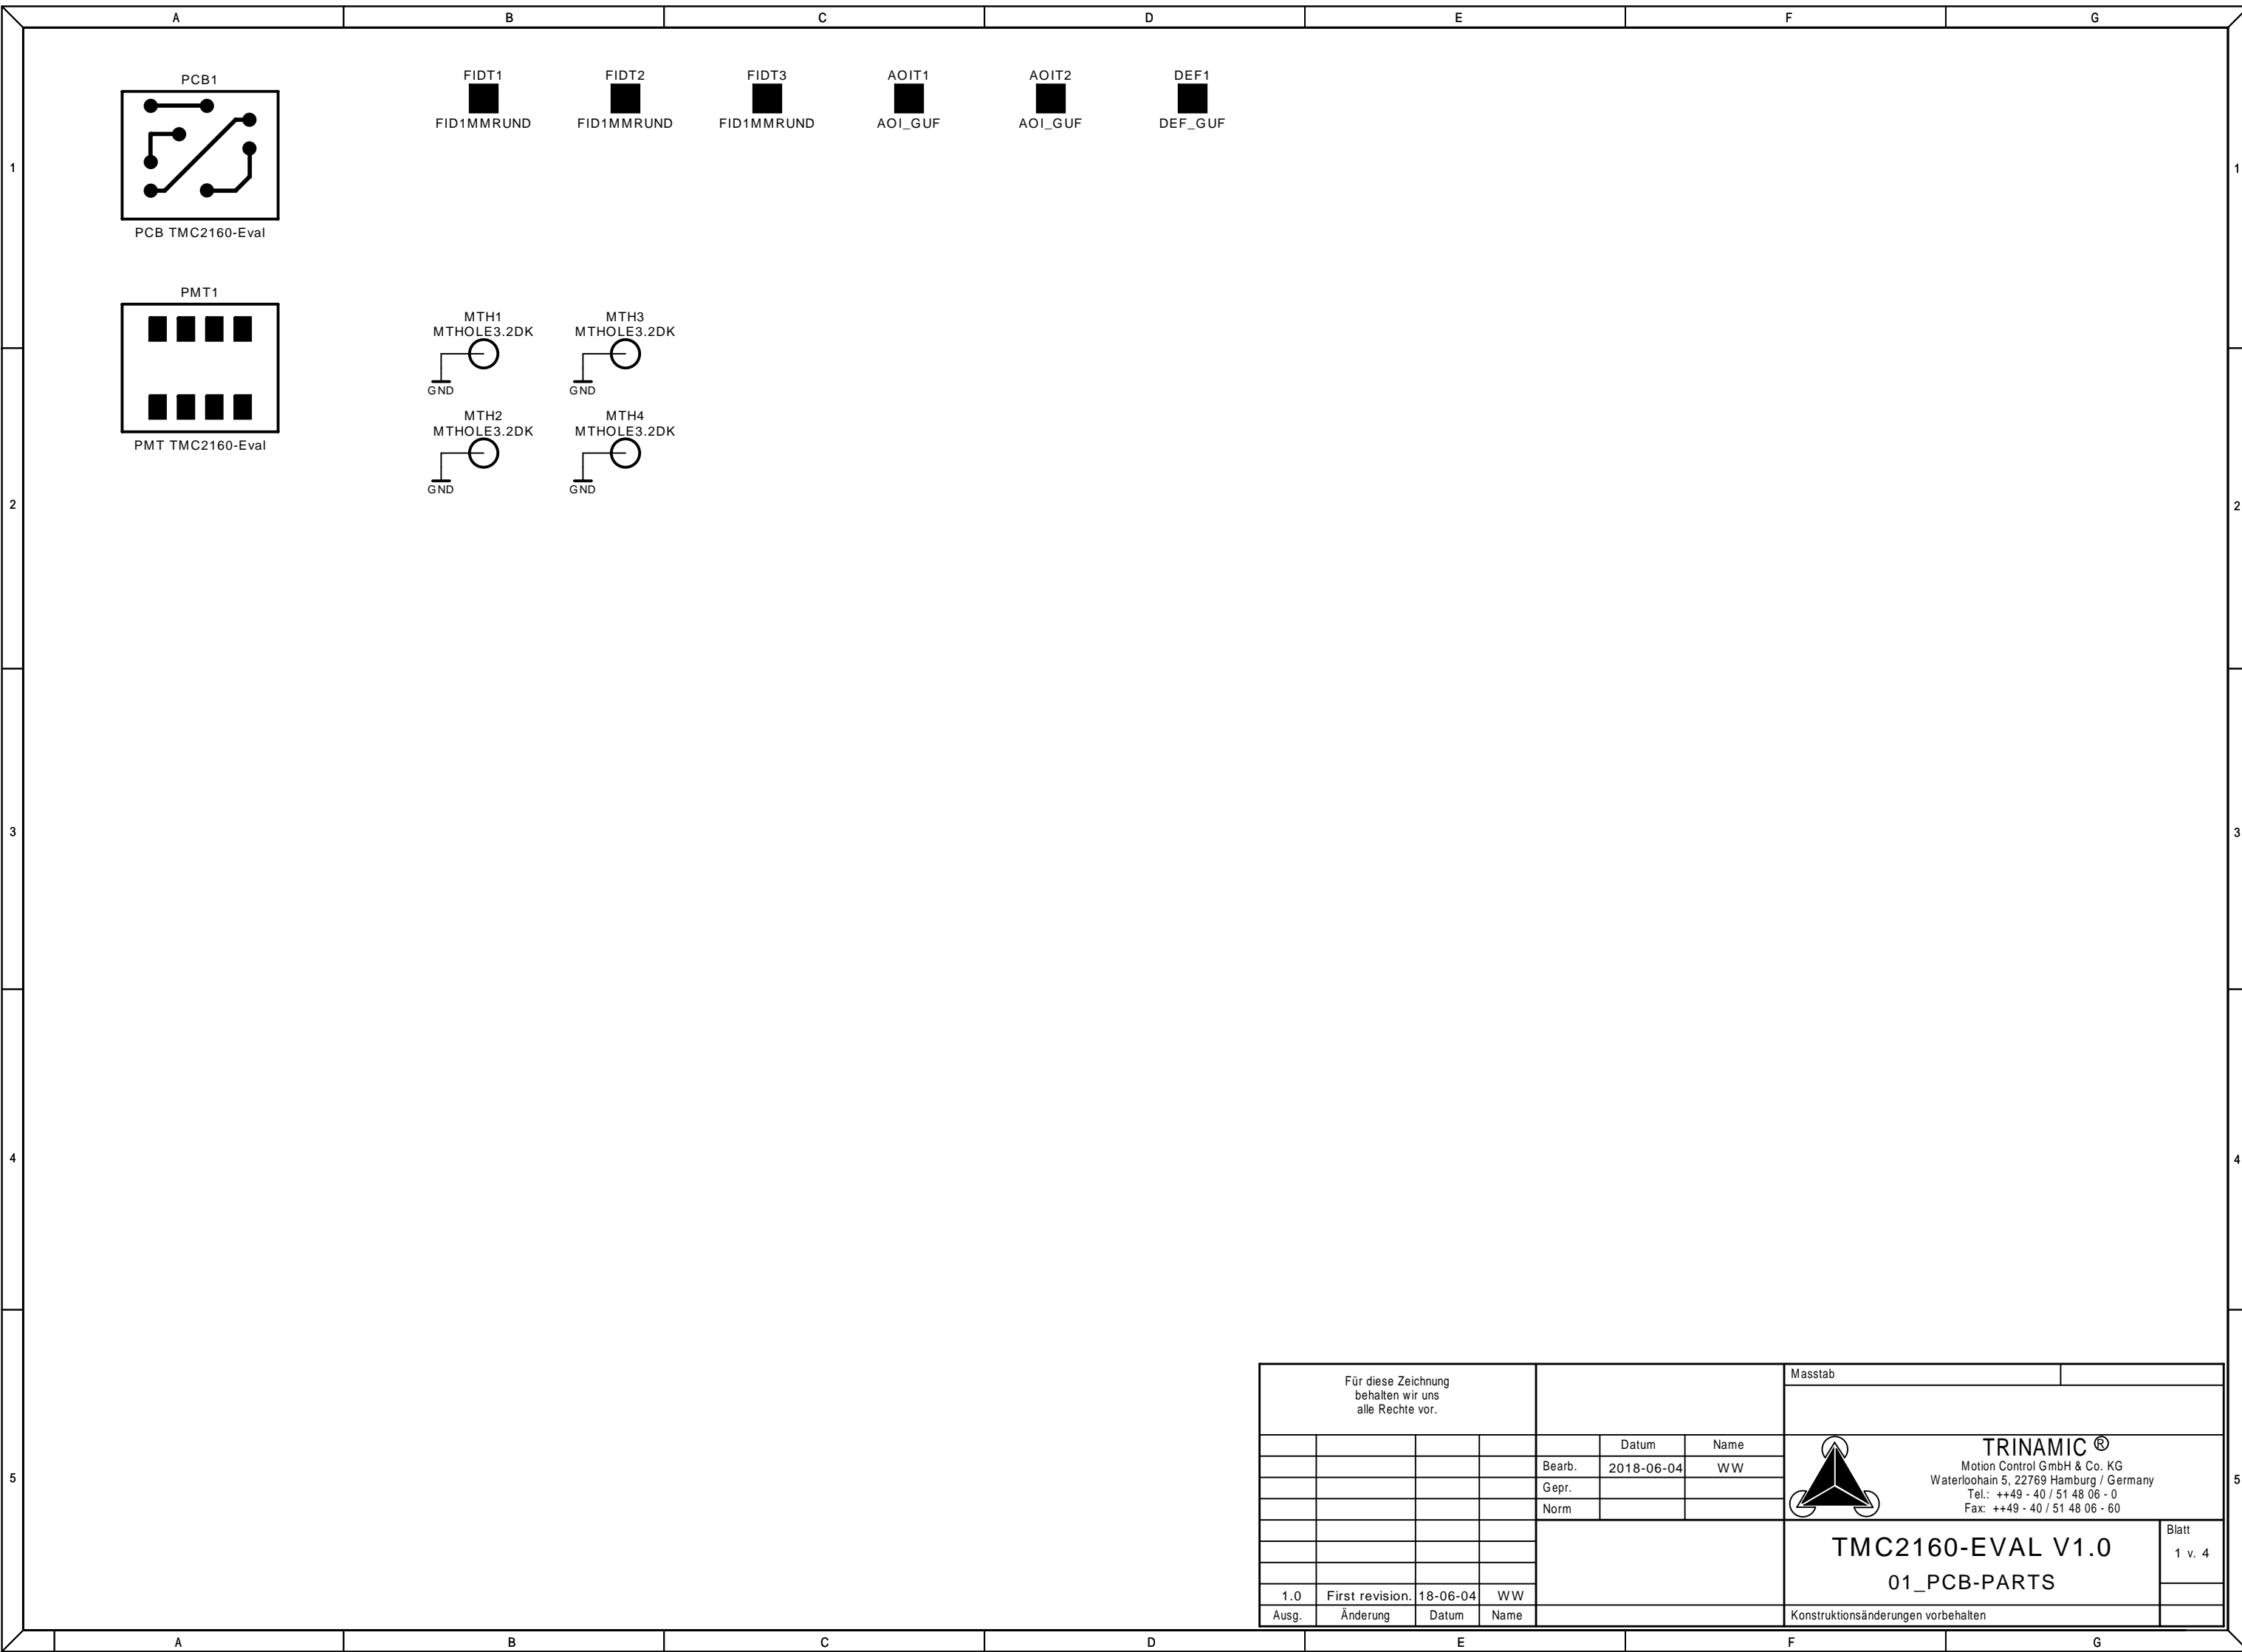 A B C D E F G
PCB1
PCB TMC2160-Eval
FIDT1
FID1MMRUND
FIDT2
FID1MMRUND
FIDT3
FID1MMRUND
AOIT1
AOI_GUF
AOIT2
AOI_GUF
DEF1
DEF_GUF
1 1
PMT1
PMT TMC2160-Eval
MTH1
MTHOLE3.2DK
GND
MTH3
MTHOLE3.2DK
GND
MTH2
MTHOLE3.2DK
GND
MTH4
MTHOLE3.2DK
GND
2 2
3 3
4 4
5 5
Für diese Zeichnung
behalten wir uns
alle Rechte vor.
Masstab
Datum Name
Bearb. 2018-06-04 WW
Gepr.
Norm
TRINAMIC ®
Motion Control GmbH & Co. KG
Waterloohain 5, 22769 Hamburg / Germany
Tel.: ++49 - 40 / 51 48 06 - 0
Fax: ++49 - 40 / 51 48 06 - 60
TMC2160-EVAL V1.0
01_PCB-PARTS
Blatt
1 v. 4
1.0 First revision. 18-06-04 WW
Ausg. Änderung Datum Name
Konstruktionsänderungen vorbehalten
A B C D E F G